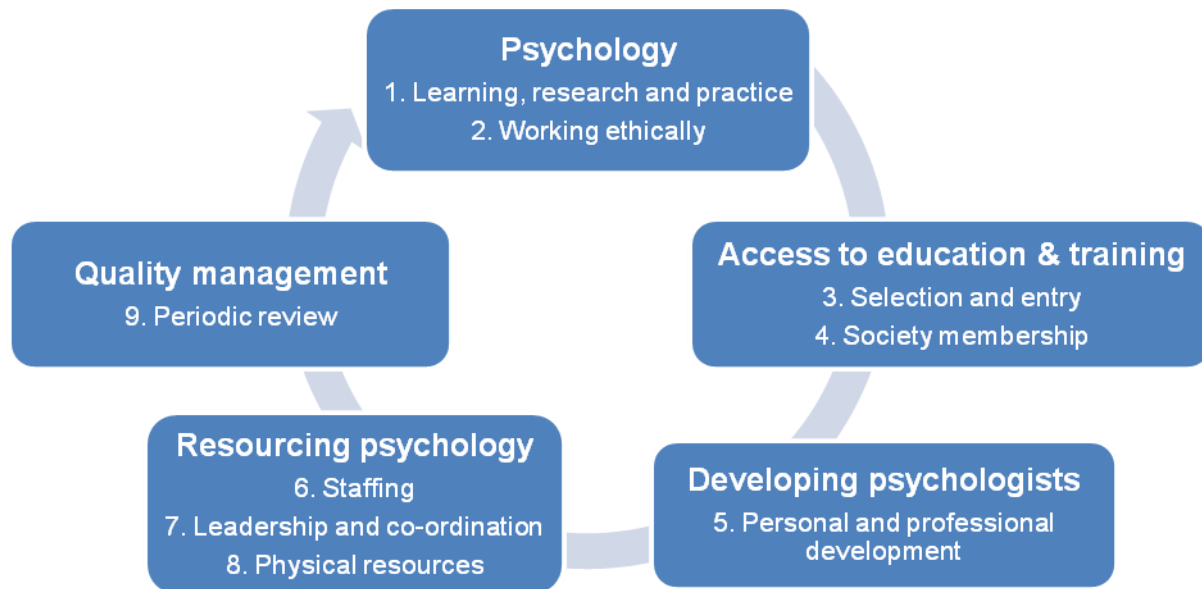 Psychology
1. Learning, research and practice
2. Working ethically
Access to education & training
3. Selection and entry
4. Society membership
Developing psychologists
5. Personal and professional
development
Resourcing psychology
6. Staffing
7. Leadership and co-ordination
8. Physical resources
Quality management
9. Periodic review